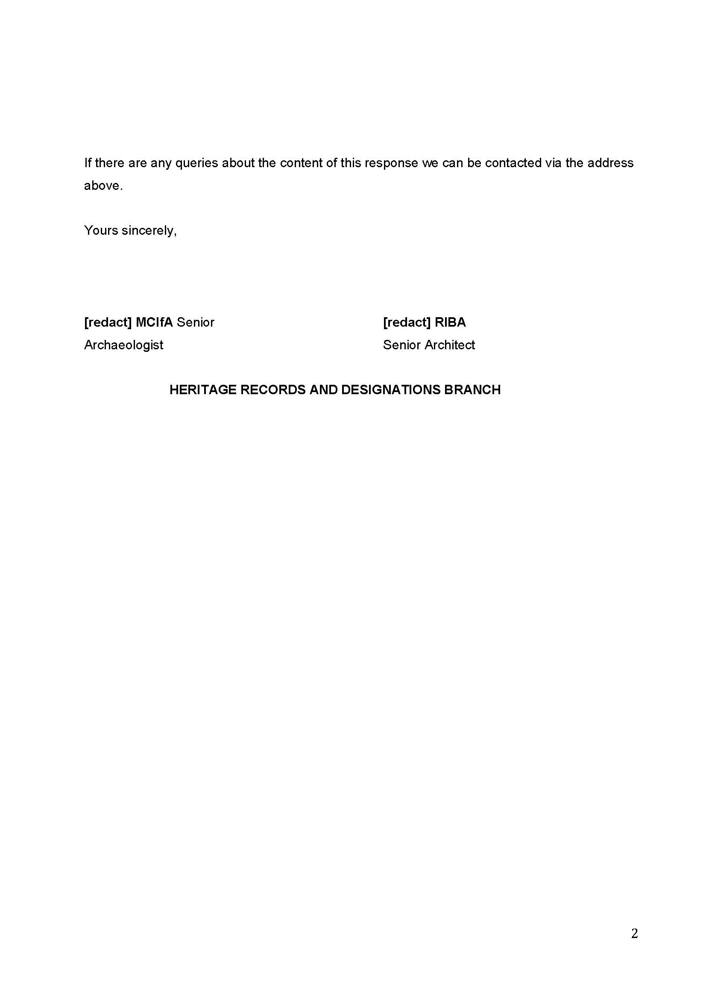 If there are any queries about the content of this response we can be contacted via the address
above.
Yours sincerely,
[redact] MCIfA Senior
Archaeologist
[redact] RIBA
Senior Architect
HERITAGE RECORDS AND DESIGNATIONS BRANCH
2